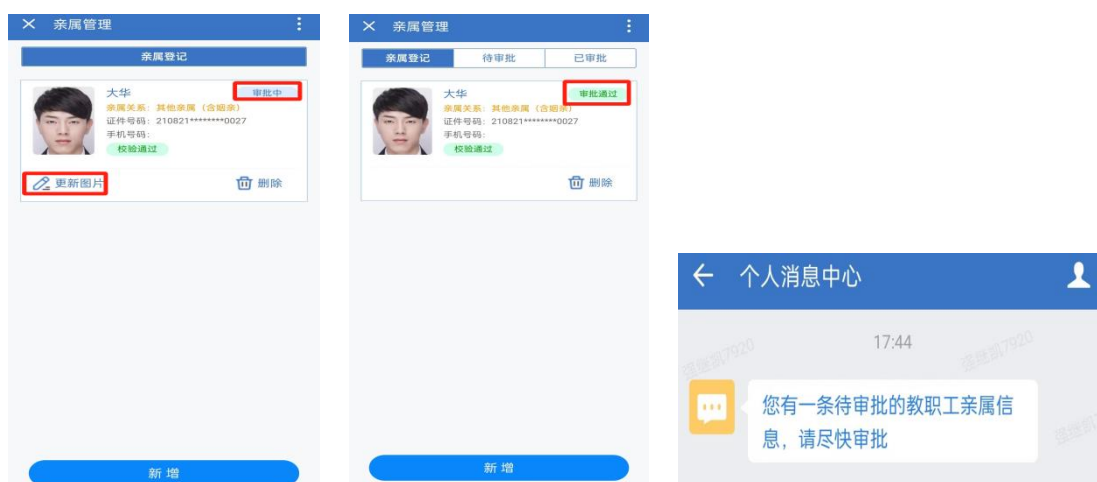 亲属管理
亲属登记
大华
审批中
亲属关系：其他亲属（含姻亲）
证件号码：210821********0027
手机号码：
校验通过
更新图片
删除
新增
亲属管理
亲属登记
待审批
已审批
大华
审批通过
亲属关系：其他亲属（含姻亲）
证件号码：210821********0027
手机号码：
校验通过
删除
新增
个人消息中心
17:44
您有一条待审批的教职工亲属信
息，请尽快审批